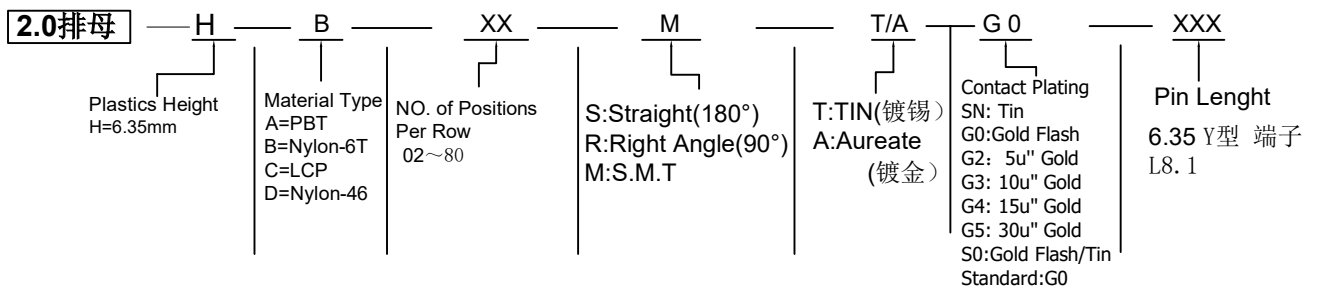 2.0排母 H B XX M T/A G 0 XXX
Plastics Height
H=6.35mm
Material Type
A=PBT
B=Nylon-6T
C=LCP
D=Nylon-46
NO. of Positions
Per Row
02～80
S:Straight(180°)
R:Right Angle(90°)
M:S.M.T
T:TIN(镀锡）
A:Aureate
(镀金）
Contact Plating
SN: Tin
G0:Gold Flash
G2：5u" Gold
G3: 10u" Gold
G4: 15u" Gold
G5: 30u" Gold
S0:Gold Flash/Tin
Standard:G0
Pin Lenght
6.35 Y型 端子
L8.1